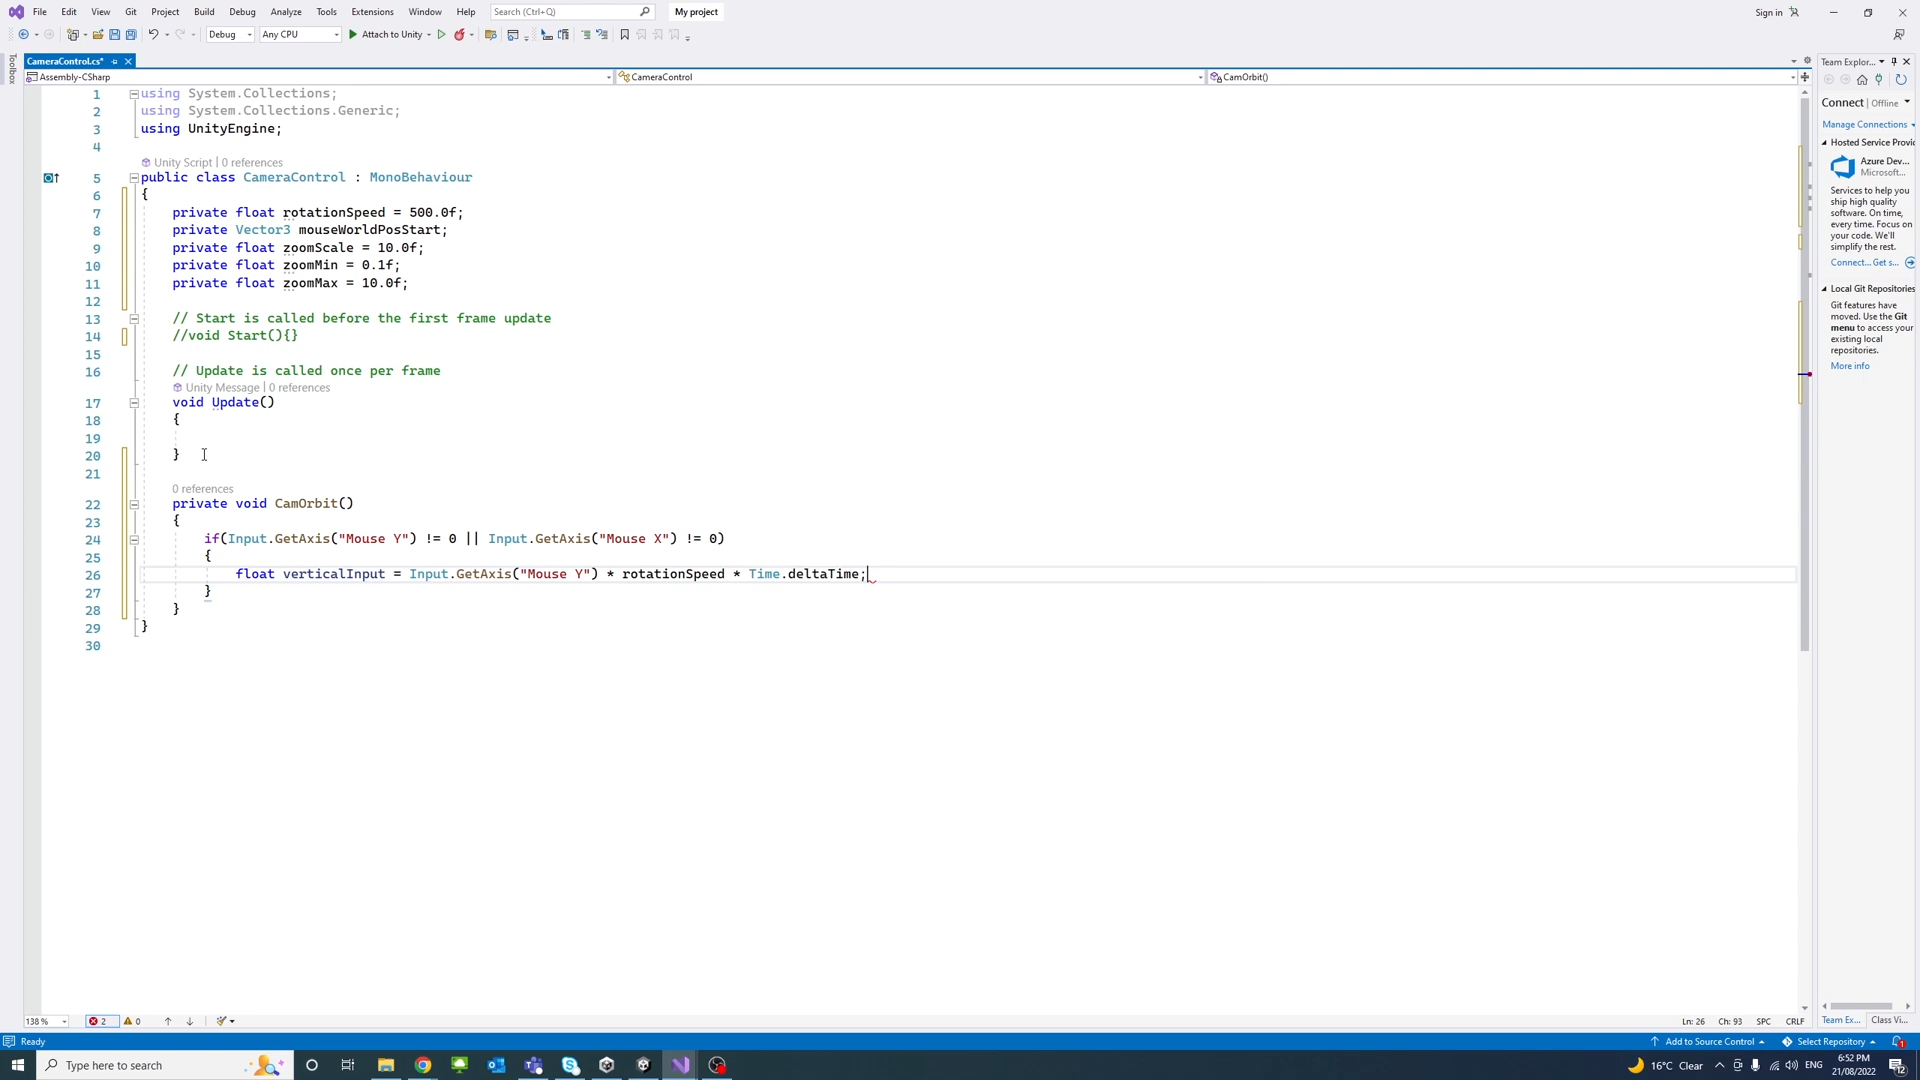 File Edit View Git Project Build Debug Analyze Tools Extensions Window Help Search (Ctrl+Q) My project Sign in
Debug Any CPU Attach to Unity
Toolbox
CameraControl.cs*
Assembly-CSharp CameraControl CamOrbit()
1 using System.Collections;
2 using System.Collections.Generic;
3 using UnityEngine;
4
Unity Script | 0 references
5 public class CameraControl : MonoBehaviour
6 {
7 private float rotationSpeed = 500.0f;
8 private Vector3 mouseWorldPosStart;
9 private float zoomScale = 10.0f;
10 private float zoomMin = 0.1f;
11 private float zoomMax = 10.0f;
12
13 // Start is called before the first frame update
14 //void Start(){}
15
16 // Update is called once per frame
Unity Message | 0 references
17 void Update()
18 {
19
20 }
21
0 references
22 private void CamOrbit()
23 {
24 if(Input.GetAxis("Mouse Y") != 0 || Input.GetAxis("Mouse X") != 0)
25 {
26 float verticalInput = Input.GetAxis("Mouse Y") * rotationSpeed * Time.deltaTime;
27 }
28 }
29 }
30
Team Explor...
Connect | Offline
Manage Connections
Hosted Service Provic
Azure Dev...
Microsoft...
Services to help you
ship high quality
software. On time,
every time. Focus on
your code. We'll
simplify the rest.
Connect... Get s...
Local Git Repositories
Git features have
moved. Use the Git
menu to access your
existing local
repositories.
More info
Team Ex... Class Vi...
138 % 2 0 Ln: 26 Ch: 93 SPC CRLF
Ready Add to Source Control Select Repository 1
Type here to search 16°C Clear ENG 6:52 PM
21/08/2022 12